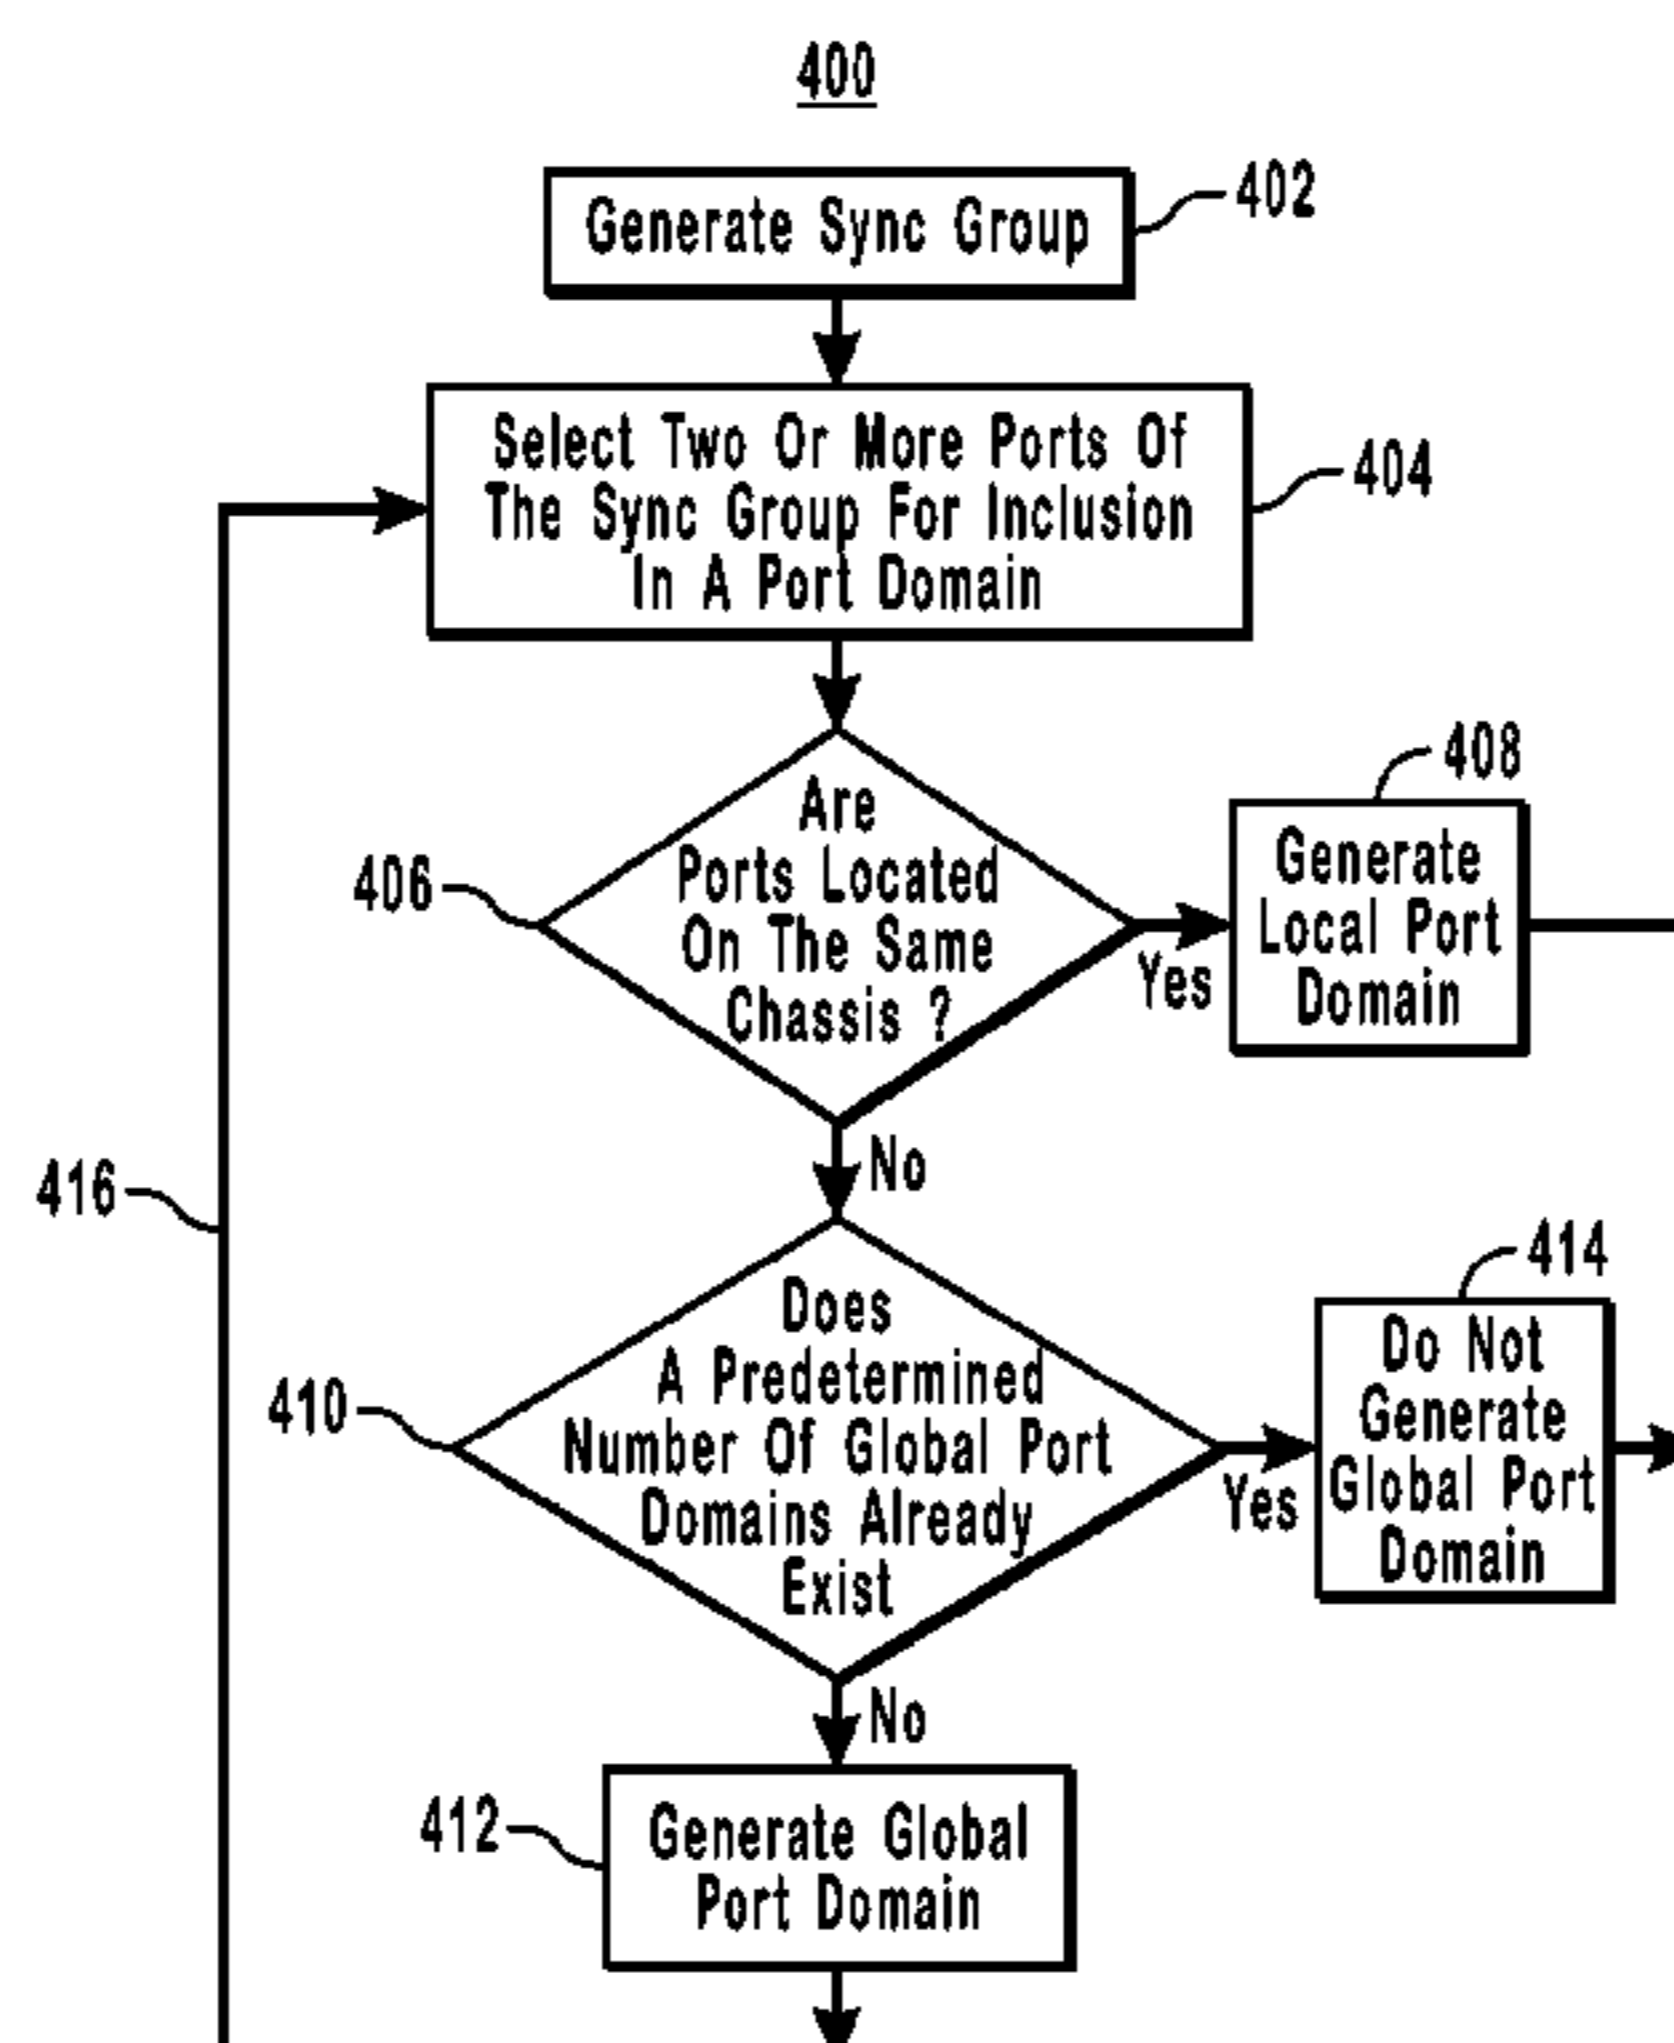 400
Generate Sync Group
402
Select Two Or More Ports Of
The Sync Group For Inclusion
In A Port Domain
404
Are
Ports Located
On The Same
Chassis ?
406
Yes
408
Generate
Local Port
Domain
No
416
Does
A Predetermined
Number Of Global Port
Domains Already
Exist
410
Yes
414
Do Not
Generate
Global Port
Domain
No
412
Generate Global
Port Domain